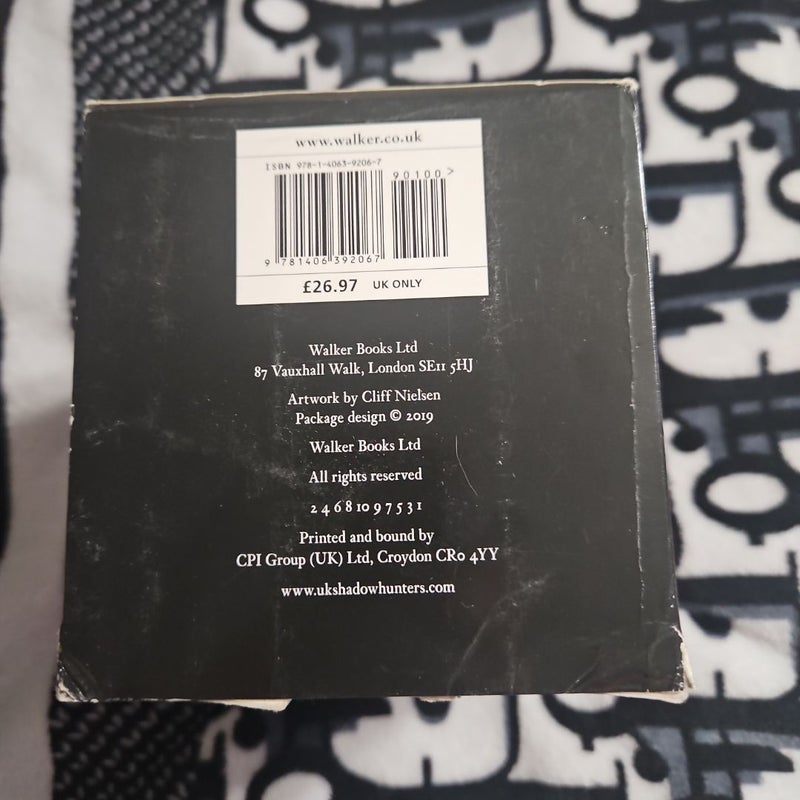 www.walker.co.uk
ISBN 978-1-4063-9206-7
90100>
9 781406 392067
£26.97 UK ONLY
Walker Books Ltd
87 Vauxhall Walk, London SE11 5HJ
Artwork by Cliff Nielsen
Package design © 2019
Walker Books Ltd
All rights reserved
2 4 6 8 10 9 7 5 3 1
Printed and bound by
CPI Group (UK) Ltd, Croydon CR0 4YY
www.ukshadowhunters.com